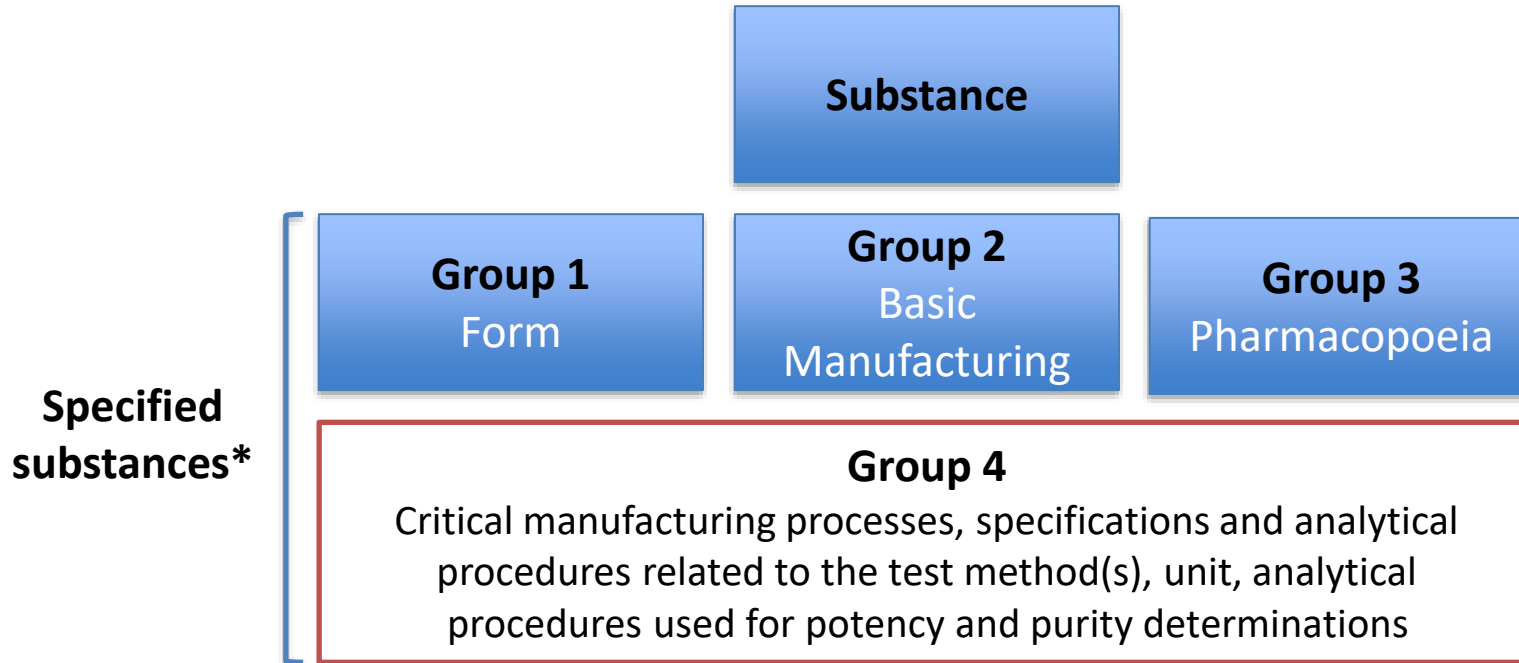 Substance
Group 1
Form
Group 2
Basic
Manufacturing
Group 3
Pharmacopoeia
Specified
substances*
Group 4
Critical manufacturing processes, specifications and analytical
procedures related to the test method(s), unit, analytical
procedures used for potency and purity determinations